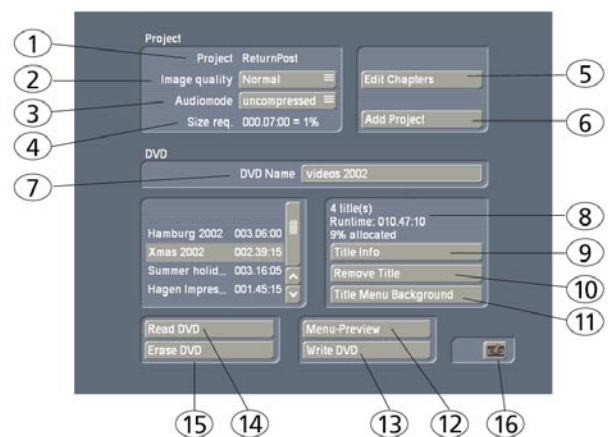 Project
1 Project ReturnPost
2 Image quality Normal
3 Audiomode uncompressed
4 Size req. 000.07:00 = 1%
Edit Chapters 5
Add Project 6
DVD
7 DVD Name videos 2002
Hamburg 2002 003.06:00
Xmas 2002 002.39:15
Summer holid... 003.16:05
Hagen Impres... 001.45:15
4 title(s) 8
Runtime: 010.47:10
9% allocated
Title Info 9
Remove Title 10
Title Menu Background 11
Read DVD
Erase DVD
Menu-Preview
Write DVD
15 14 13 12 16